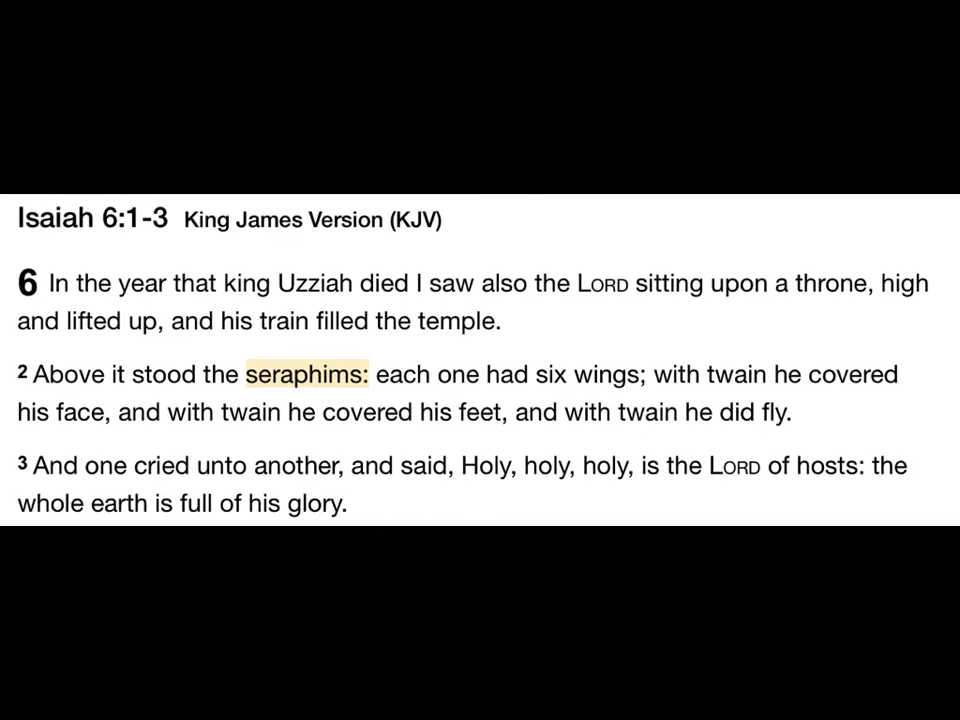 Isaiah 6:1-3 King James Version (KJV)
6 In the year that king Uzziah died I saw also the LORD sitting upon a throne, high
and lifted up, and his train filled the temple.
2 Above it stood the seraphims: each one had six wings; with twain he covered
his face, and with twain he covered his feet, and with twain he did fly.
3 And one cried unto another, and said, Holy, holy, holy, is the LORD of hosts: the
whole earth is full of his glory.